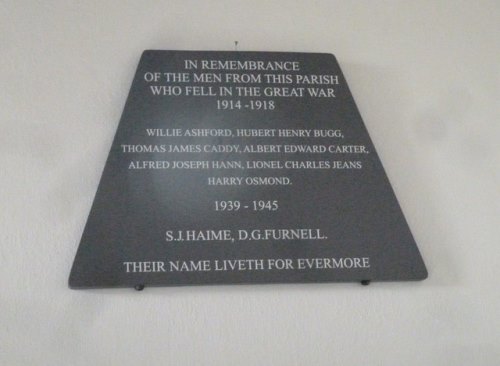 IN REMEMBRANCE
OF THE MEN FROM THIS PARISH
WHO FELL IN THE GREAT WAR
1914 -1918
WILLIE ASHFORD, HUBERT HENRY BUGG,
THOMAS JAMES CADDY, ALBERT EDWARD CARTER,
ALFRED JOSEPH HANN, LIONEL CHARLES JEANS
HARRY OSMOND.
1939 - 1945
S.J.HAIME, D.G.FURNELL.
THEIR NAME LIVETH FOR EVERMORE